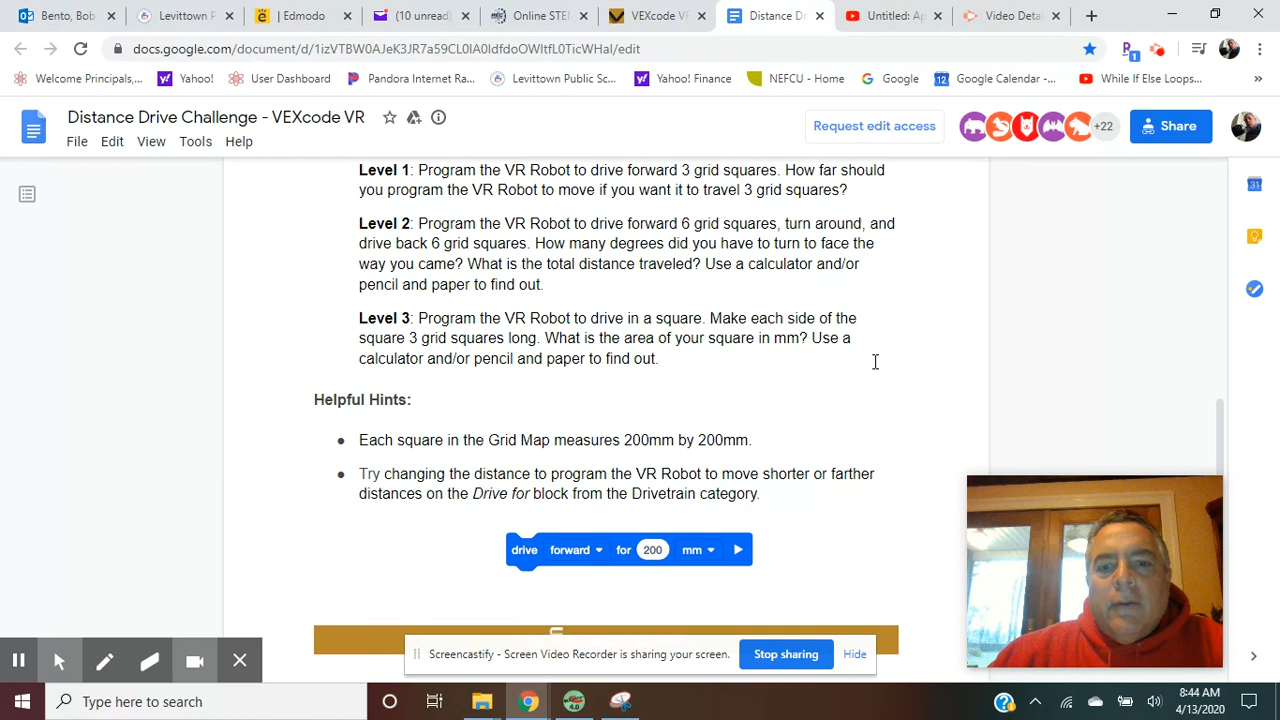 Bento, Bob
Levittown P
Edmodo
(10 unread)
Online STE
VEXcode VR
Distance D
Untitled: Ap
Video Deta
docs.google.com/document/d/1izVTBW0AJeK3JR7a59CL0lA0ldfdoOWltfL0TicWHaI/edit
Welcome Principals,...
Yahoo!
User Dashboard
Pandora Internet Ra...
Levittown Public Sc...
Yahoo! Finance
NEFCU - Home
Google
Google Calendar -...
While If Else Loops...
Distance Drive Challenge - VEXcode VR
File Edit View Tools Help
Request edit access
+22
Share
Level 1: Program the VR Robot to drive forward 3 grid squares. How far should
you program the VR Robot to move if you want it to travel 3 grid squares?
Level 2: Program the VR Robot to drive forward 6 grid squares, turn around, and
drive back 6 grid squares. How many degrees did you have to turn to face the
way you came? What is the total distance traveled? Use a calculator and/or
pencil and paper to find out.
Level 3: Program the VR Robot to drive in a square. Make each side of the
square 3 grid squares long. What is the area of your square in mm? Use a
calculator and/or pencil and paper to find out.
Helpful Hints:
● Each square in the Grid Map measures 200mm by 200mm.
● Try changing the distance to program the VR Robot to move shorter or farther
distances on the Drive for block from the Drivetrain category.
drive forward for 200 mm
Screencastify - Screen Video Recorder is sharing your screen.
Stop sharing
Hide
Type here to search
8:44 AM
4/13/2020